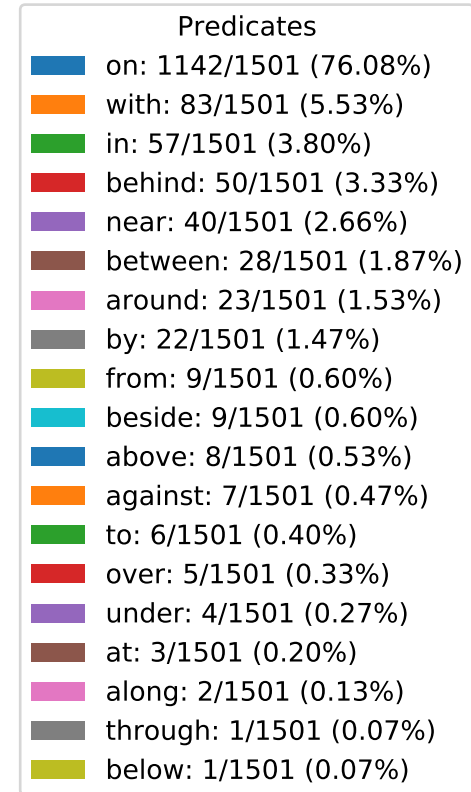 Predicates
on: 1142/1501 (76.08%)
with: 83/1501 (5.53%)
in: 57/1501 (3.80%)
behind: 50/1501 (3.33%)
near: 40/1501 (2.66%)
between: 28/1501 (1.87%)
around: 23/1501 (1.53%)
by: 22/1501 (1.47%)
from: 9/1501 (0.60%)
beside: 9/1501 (0.60%)
above: 8/1501 (0.53%)
against: 7/1501 (0.47%)
to: 6/1501 (0.40%)
over: 5/1501 (0.33%)
under: 4/1501 (0.27%)
at: 3/1501 (0.20%)
along: 2/1501 (0.13%)
through: 1/1501 (0.07%)
below: 1/1501 (0.07%)